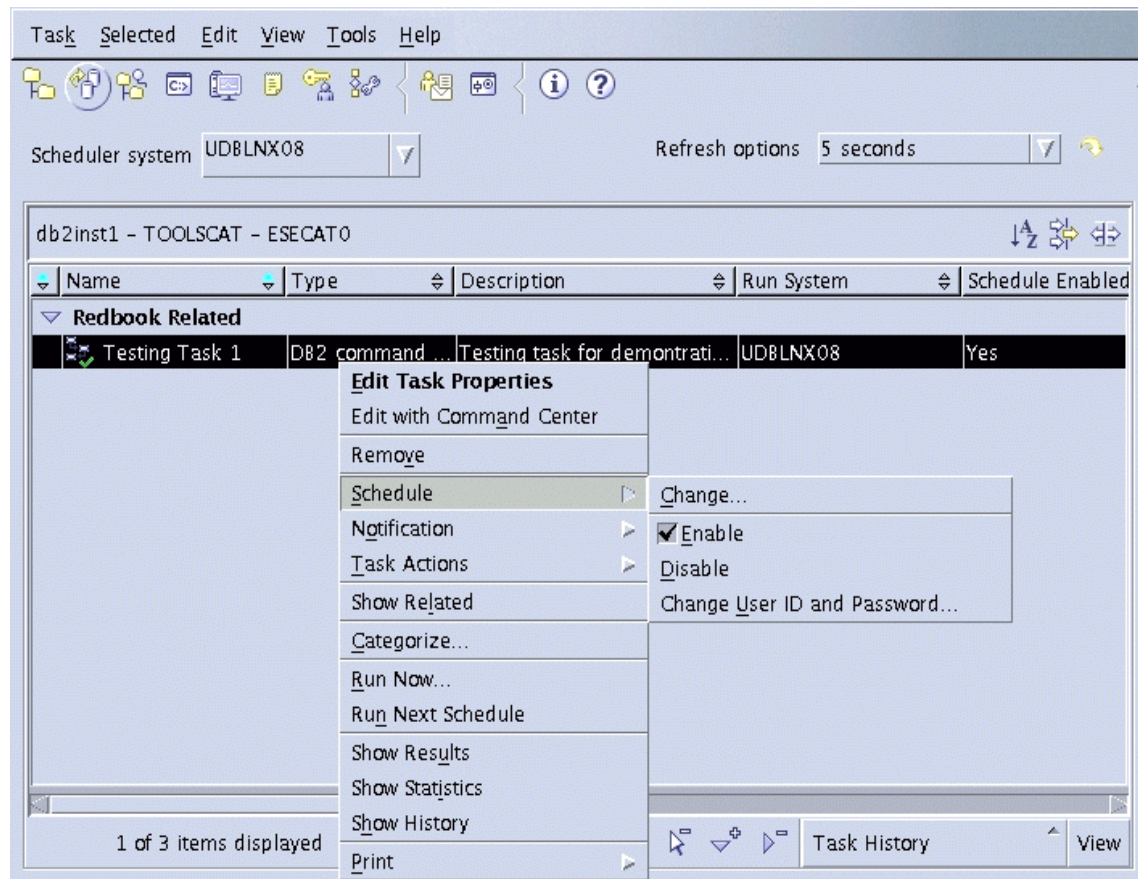 Task Selected Edit View Tools Help
Scheduler system UDBLNX08 Refresh options 5 seconds
db2inst1 - TOOLSCAT - ESECAT0
Name Type Description Run System Schedule Enabled
Redbook Related
Testing Task 1 DB2 command ... Testing task for demontrati... UDBLNX08 Yes
Edit Task Properties
Edit with Command Center
Remove
Schedule
Notification
Task Actions
Show Related
Categorize...
Run Now...
Run Next Schedule
Show Results
Show Statistics
Show History
Print
Change...
Enable
Disable
Change User ID and Password...
1 of 3 items displayed Task History View